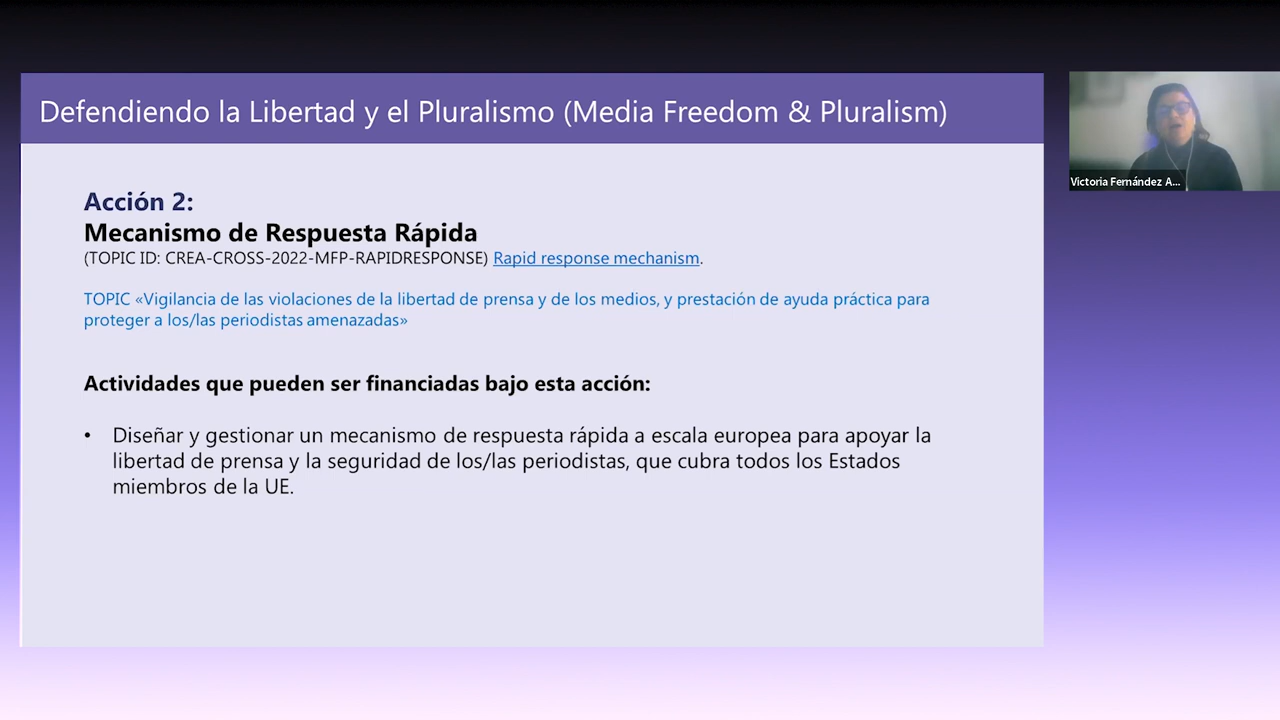 Defendiendo la Libertad y el Pluralismo (Media Freedom & Pluralism)
Victoria Fernández A...
Acción 2:
Mecanismo de Respuesta Rápida
(TOPIC ID: CREA-CROSS-2022-MFP-RAPIDRESPONSE) Rapid response mechanism.
TOPIC «Vigilancia de las violaciones de la libertad de prensa y de los medios, y prestación de ayuda práctica para
proteger a los/las periodistas amenazadas»
Actividades que pueden ser financiadas bajo esta acción:
• Diseñar y gestionar un mecanismo de respuesta rápida a escala europea para apoyar la
libertad de prensa y la seguridad de los/las periodistas, que cubra todos los Estados
miembros de la UE.